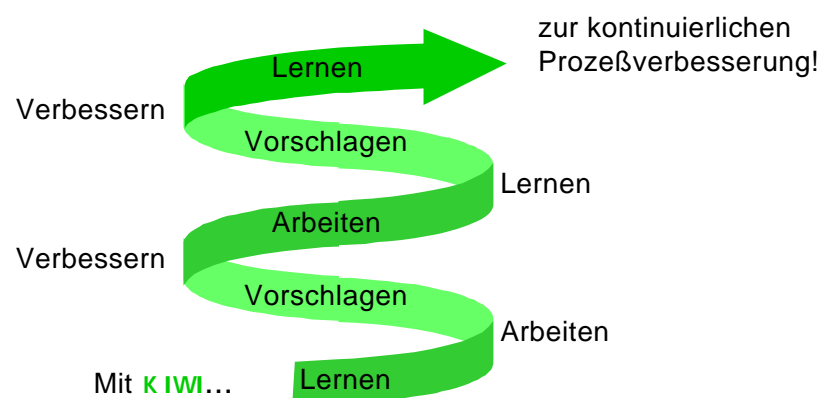 zur kontinuierlichen
Prozeßverbesserung!
Lernen
Verbessern
Vorschlagen
Lernen
Arbeiten
Verbessern
Vorschlagen
Arbeiten
Mit KIWI...
Lernen